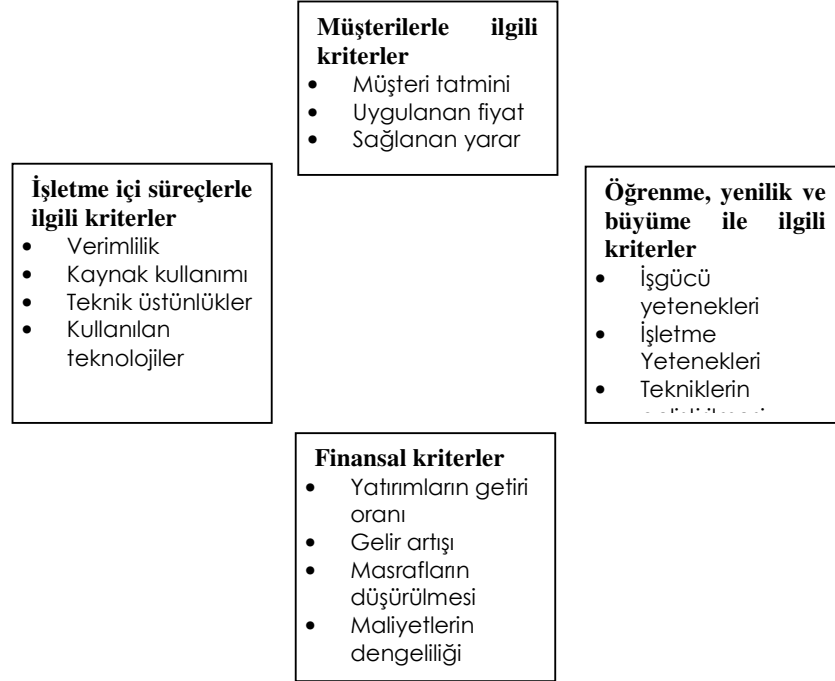 Müşterilerle ilgili
kriterler
• Müşteri tatmini
• Uygulanan fiyat
• Sağlanan yarar
İşletme içi süreçlerle
ilgili kriterler
• Verimlilik
• Kaynak kullanımı
• Teknik üstünlükler
• Kullanılan
teknolojiler
Öğrenme, yenilik ve
büyüme ile ilgili
kriterler
• İşgücü
yetenekleri
• İşletme
Yetenekleri
• Tekniklerin
Finansal kriterler
• Yatırımların getiri
oranı
• Gelir artışı
• Masrafların
düşürülmesi
• Maliyetlerin
dengeliliği